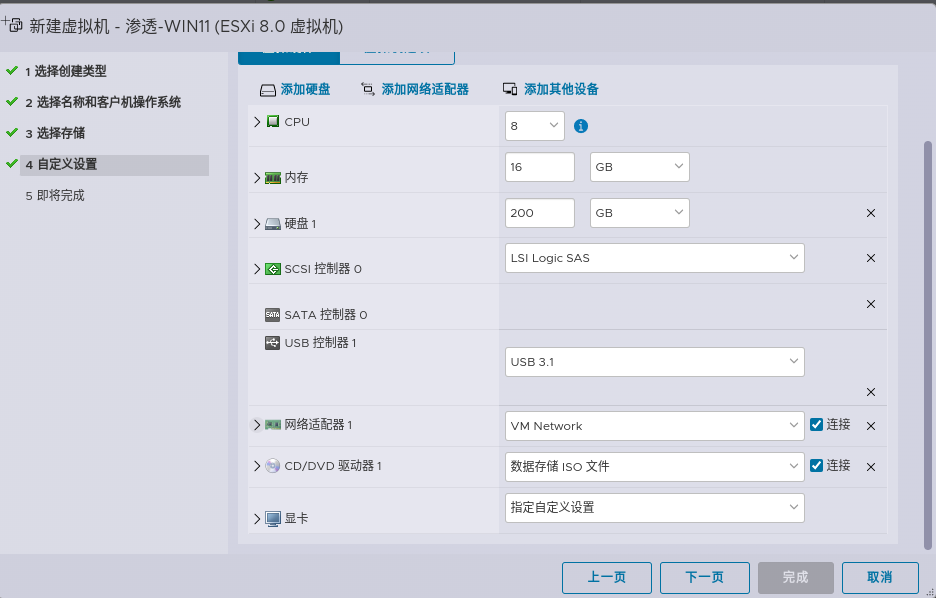 新建虚拟机 - 渗透-WIN11 (ESXi 8.0 虚拟机)
1 选择创建类型
2 选择名称和客户机操作系统
3 选择存储
4 自定义设置
5 即将完成
添加硬盘 添加网络适配器 添加其他设备
CPU 8
内存 16 GB
硬盘 1 200 GB
SCSI 控制器 0 LSI Logic SAS
SATA 控制器 0
USB 控制器 1
USB 3.1
网络适配器 1 VM Network 连接
CD/DVD 驱动器 1 数据存储 ISO 文件 连接
显卡 指定自定义设置
上一页 下一页 完成 取消